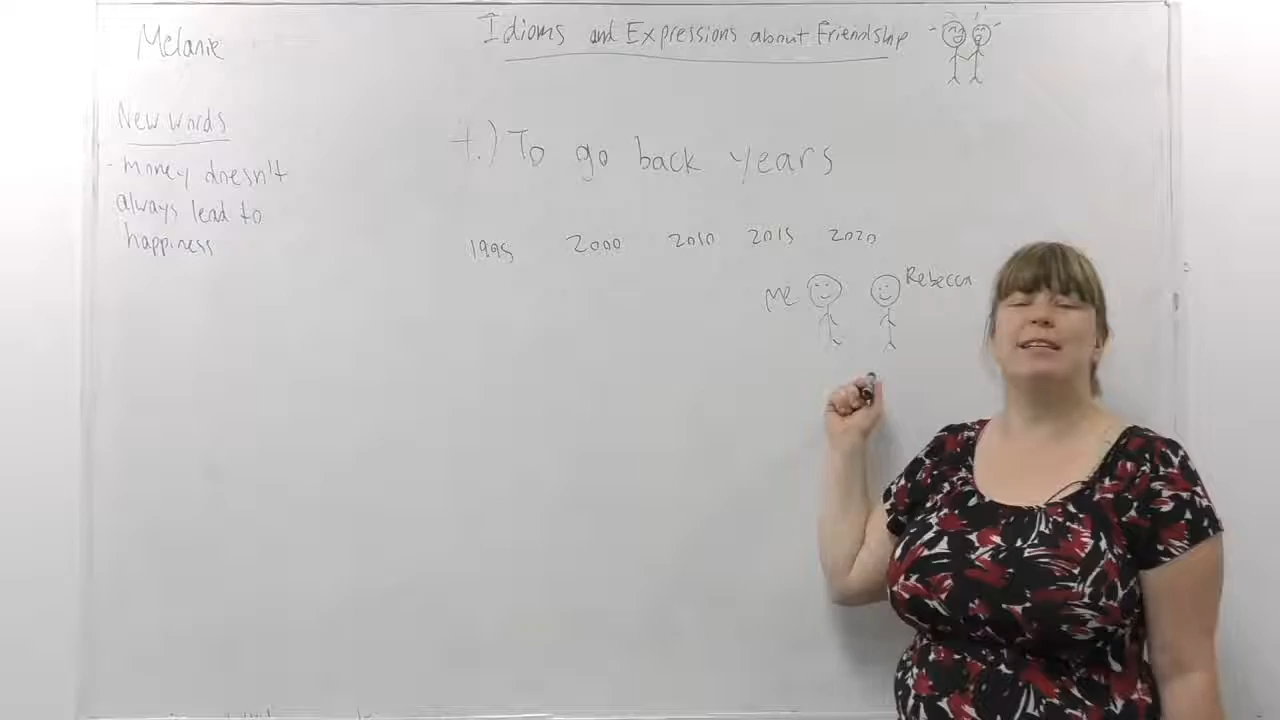 Melanie
Idioms and Expressions about Friendship
New words
- Money doesn't
always lead to
happiness
4.) To go back years
1995 2000 2010 2015 2020
Me
Rebecca